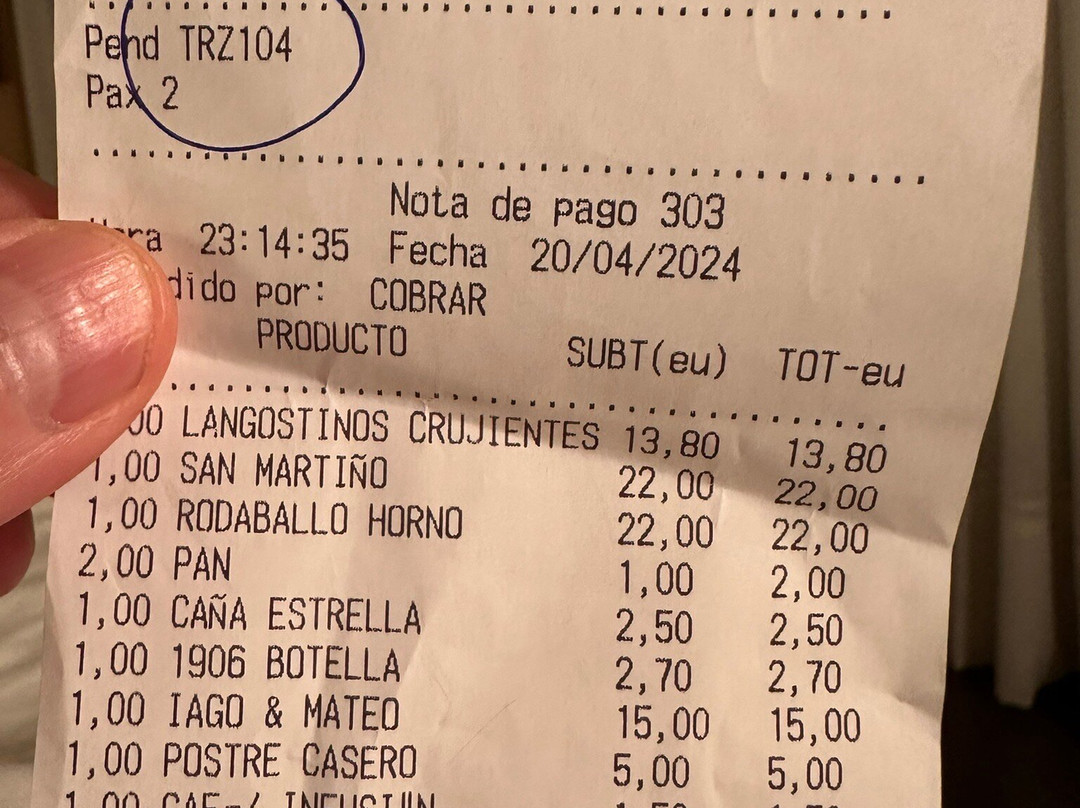 Pend TRZ104
Pax 2
Nota de pago 303
23:14:35 Fecha 20/04/2024
por: COBRAR
PRODUCTO SUBT(eu) TOT-eu
LANGOSTINOS CRUJIENTES 13,80 13,80
1,00 SAN MARTIÑO 22,00 22,00
1,00 RODABALLO HORNO 22,00 22,00
2,00 PAN 1,00 2,00
1,00 CAÑA ESTRELLA 2,50 2,50
1,00 1906 BOTELLA 2,70 2,70
1,00 IAGO & MATEO 15,00 15,00
1,00 POSTRE CASERO 5,00 5,00